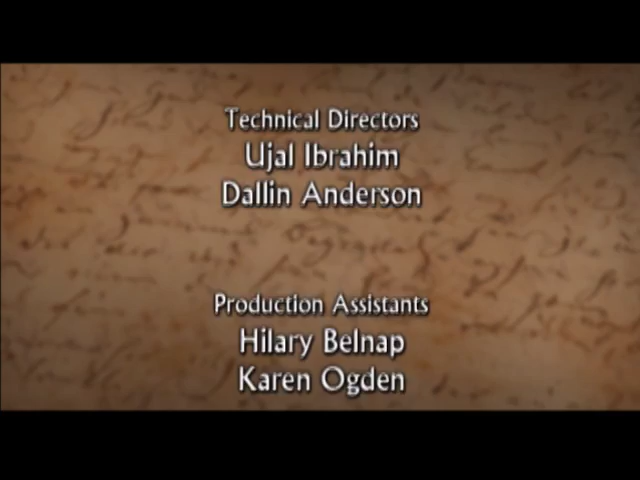 Technical Directors
Ujal Ibrahim
Dallin Anderson
Production Assistants
Hilary Belnap
Karen Ogden